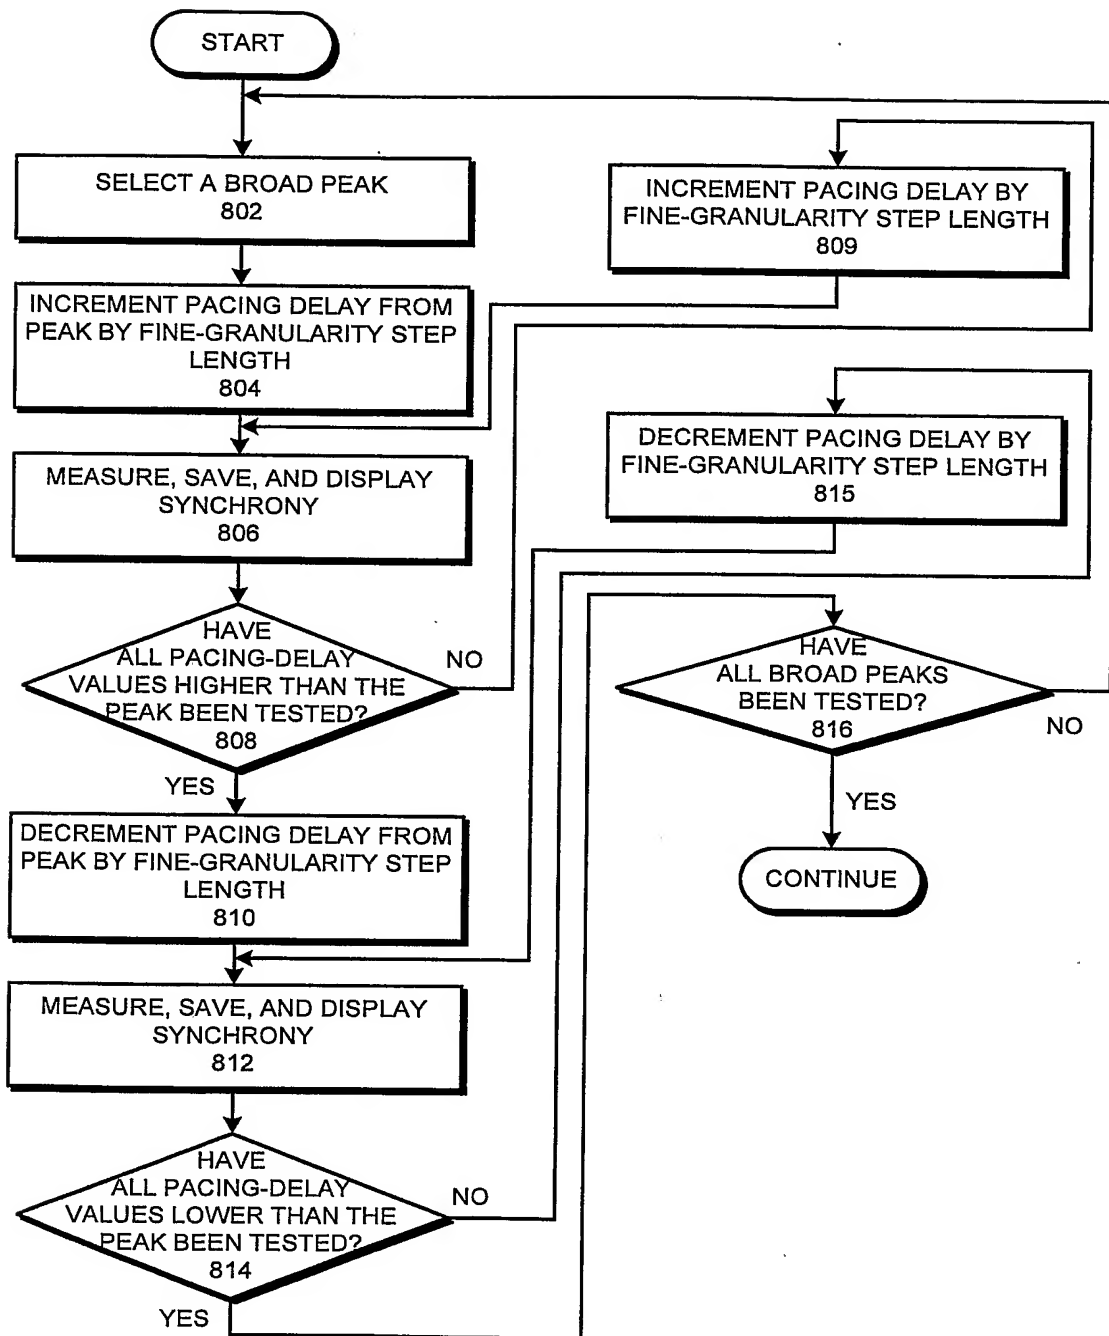 START
SELECT A BROAD PEAK
802
INCREMENT PACING DELAY FROM
PEAK BY FINE-GRANULARITY STEP
LENGTH
804
MEASURE, SAVE, AND DISPLAY
SYNCHRONY
806
HAVE
ALL PACING-DELAY
VALUES HIGHER THAN THE
PEAK BEEN TESTED?
808
NO
YES
INCREMENT PACING DELAY BY
FINE-GRANULARITY STEP LENGTH
809
DECREMENT PACING DELAY FROM
PEAK BY FINE-GRANULARITY STEP
LENGTH
810
MEASURE, SAVE, AND DISPLAY
SYNCHRONY
812
HAVE
ALL PACING-DELAY
VALUES LOWER THAN THE
PEAK BEEN TESTED?
814
NO
YES
DECREMENT PACING DELAY BY
FINE-GRANULARITY STEP LENGTH
815
HAVE
ALL BROAD PEAKS
BEEN TESTED?
816
NO
YES
CONTINUE